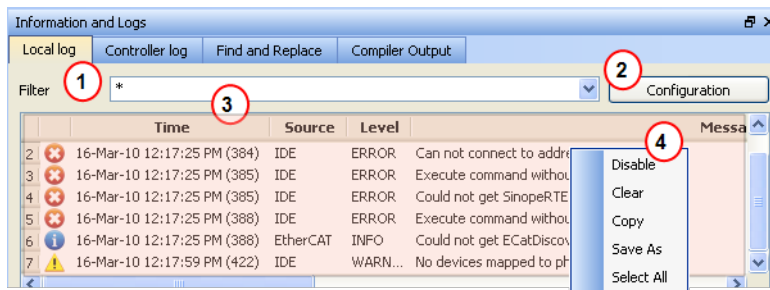 Information and Logs
Local log Controller log Find and Replace Compiler Output
Filter 1 * 2 Configuration
3
Time Source Level Messa
4
2 16-Mar-10 12:17:25 PM (384) IDE ERROR Can not connect to addre
Disable
3 16-Mar-10 12:17:25 PM (385) IDE ERROR Execute command withou
Clear
4 16-Mar-10 12:17:25 PM (385) IDE ERROR Could not get SinopeRTE
5 16-Mar-10 12:17:25 PM (388) IDE ERROR Execute command withou
Copy
6 16-Mar-10 12:17:25 PM (388) EtherCAT INFO Could not get ECatDiscov
Save As
7 16-Mar-10 12:17:59 PM (422) IDE WARN... No devices mapped to ph
Select All